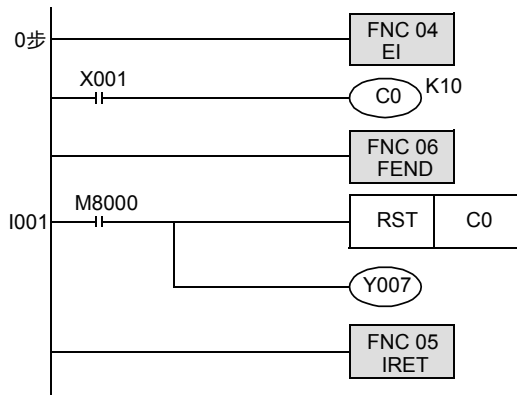 0步
FNC 04
EI
X001
C0
K10
FNC 06
FEND
I001
M8000
RST
C0
Y007
FNC 05
IRET